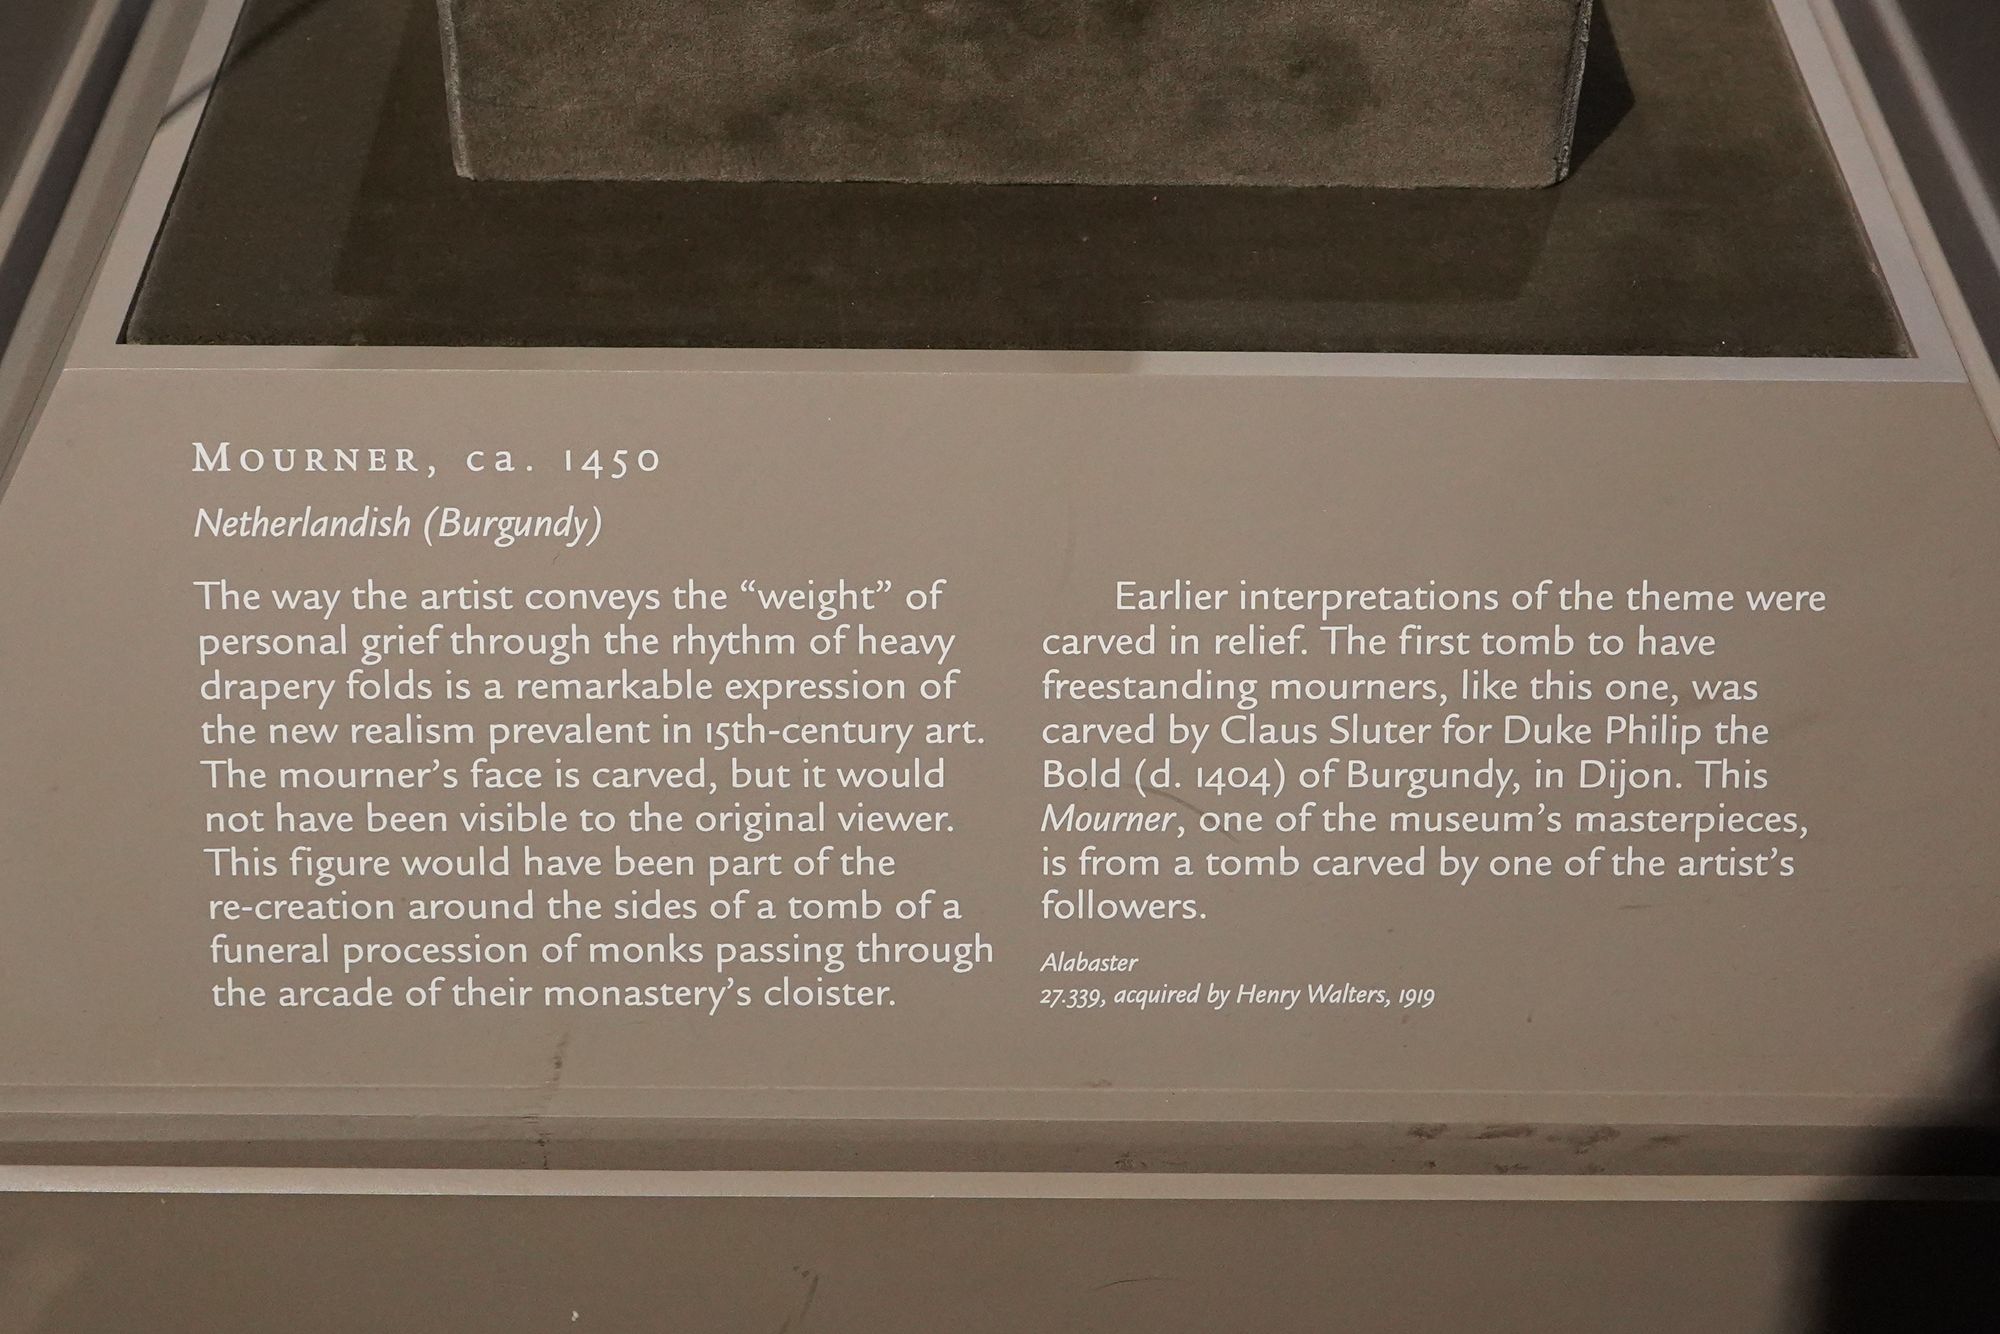 MOURNER, ca. 1450
Netherlandish (Burgundy)
The way the artist conveys the “weight” of
personal grief through the rhythm of heavy
drapery folds is a remarkable expression of
the new realism prevalent in 15th-century art.
The mourner’s face is carved, but it would
not have been visible to the original viewer.
This figure would have been part of the
re-creation around the sides of a tomb of a
funeral procession of monks passing through
the arcade of their monastery’s cloister.
Earlier interpretations of the theme were
carved in relief. The first tomb to have
freestanding mourners, like this one, was
carved by Claus Sluter for Duke Philip the
Bold (d. 1404) of Burgundy, in Dijon. This
Mourner, one of the museum’s masterpieces,
is from a tomb carved by one of the artist’s
followers.
Alabaster
27.339, acquired by Henry Walters, 1919